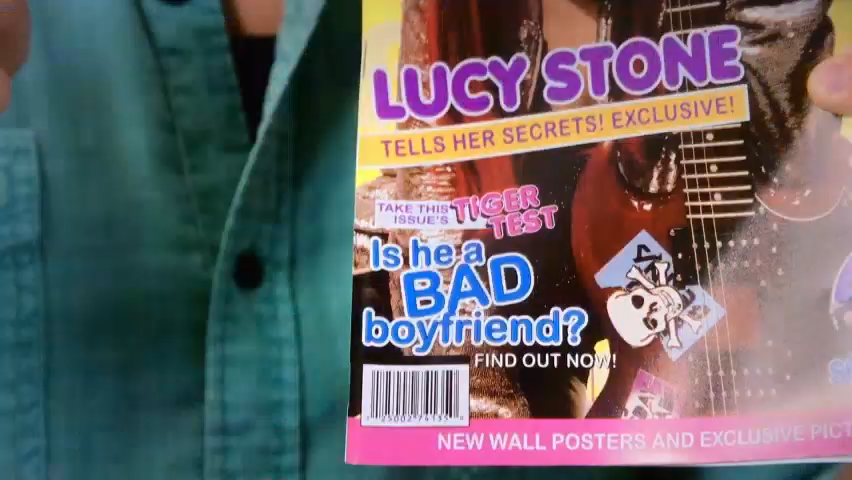 LUCY STONE
TELLS HER SECRETS! EXCLUSIVE!
TAKE THIS
ISSUE'S
TIGER
TEST
Is he a
BAD
boyfriend?
FIND OUT NOW!
NEW WALL POSTERS AND EXCLUSIVE PICT